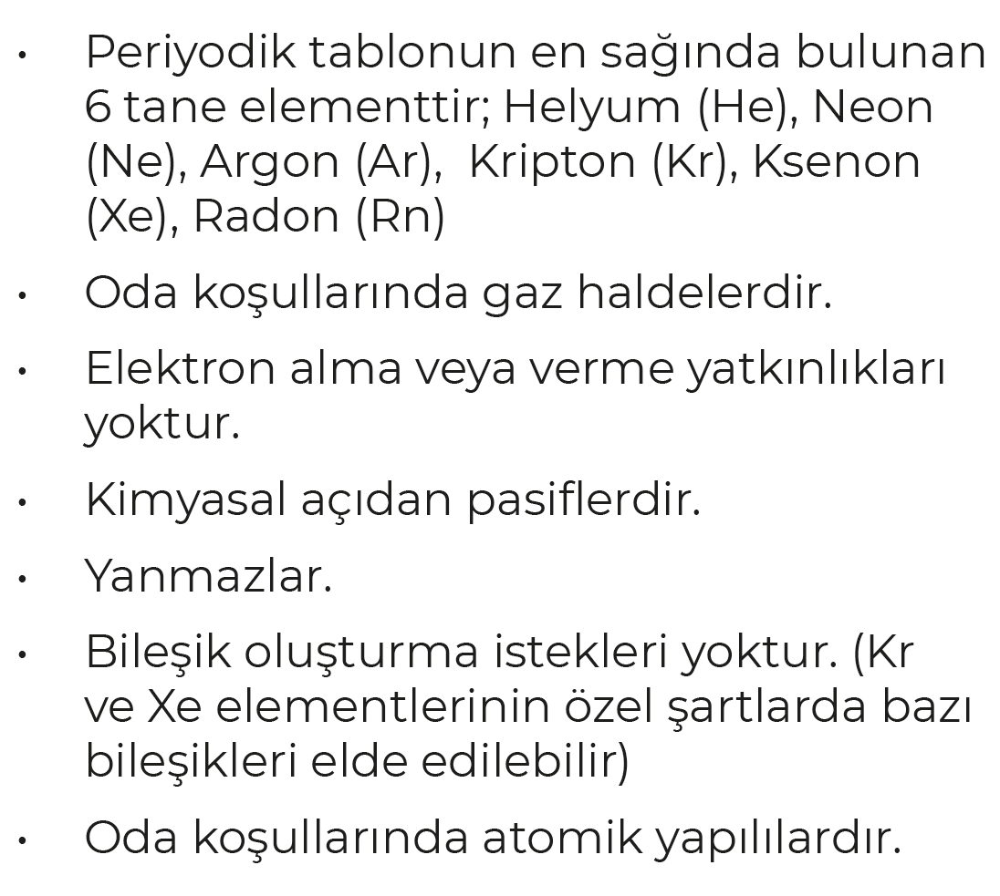 • Periyodik tablonun en sağında bulunan
6 tane elementtir; Helyum (He), Neon
(Ne), Argon (Ar),  Kripton (Kr), Ksenon
(Xe), Radon (Rn)
• Oda koşullarında gaz haldelerdir.
• Elektron alma veya verme yatkınlıkları
yoktur.
• Kimyasal açıdan pasiflerdir.
• Yanmazlar.
• Bileşik oluşturma istekleri yoktur. (Kr
ve Xe elementlerinin özel şartlarda bazı
bileşikleri elde edilebilir)
• Oda koşullarında atomik yapılılardır.